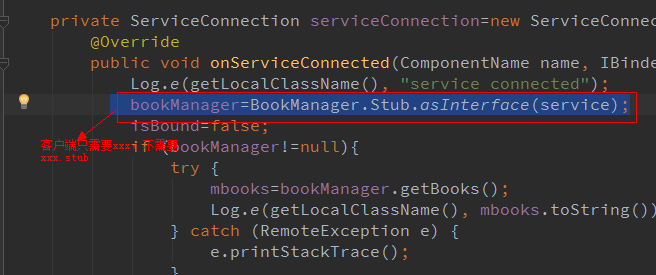 private ServiceConnection serviceConnection=new ServiceConnec
@Override
public void onServiceConnected(ComponentName name, IBinde
Log.e(getLocalClassName(), "service connected");
bookManager=BookManager.Stub.asInterface(service);
isBound=false;
客户端只需要xxx, 不需要
xxx.stub
if (bookManager!=null){
try {
mbooks=bookManager.getBooks();
Log.e(getLocalClassName(), mbooks.toString())
} catch (RemoteException e) {
e.printStackTrace();
}